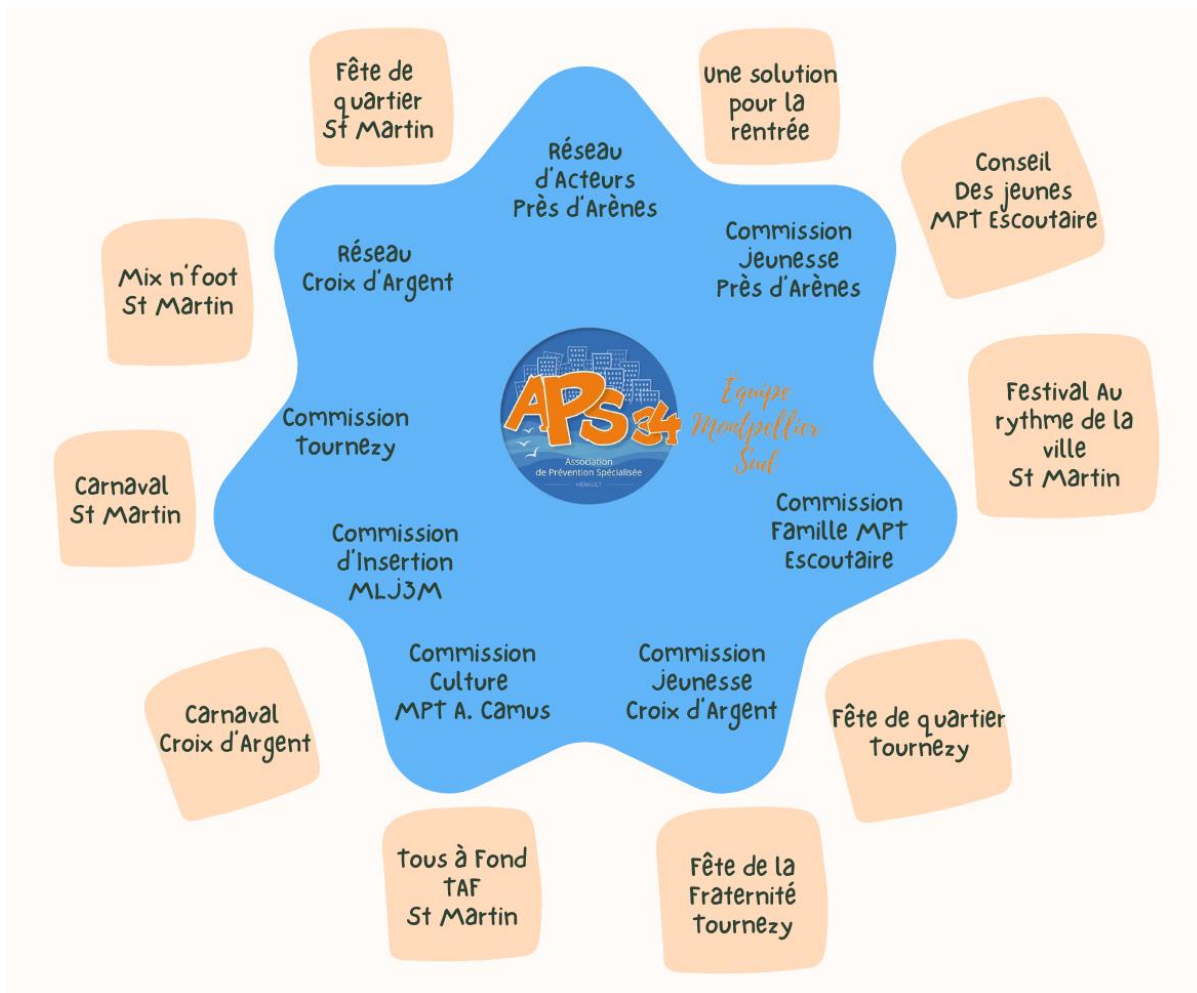 Fête de
quartier
St Martin
Une solution
pour la
rentrée
Réseau
d'Acteurs
Près d'Arènes
Conseil
Des jeunes
MPT Escoutaire
Réseau
Croix d'Argent
Commission
jeunesse
Près d'Arènes
Mix n'foot
St Martin
APS 34
Association
de Prévention Spécialisée
HÉRAULT
Équipe
Montpellier
Sud
Festival Au
rythme de la
ville
St Martin
Commission
Tournezy
Carnaval
St Martin
Commission
d'Insertion
MLJ3M
Commission
Famille MPT
Escoutaire
Commission
Culture
MPT A. Camus
Commission
jeunesse
Croix d'Argent
Carnaval
Croix d'Argent
Fête de quartier
Tournezy
Tous à Fond
TAF
St Martin
Fête de la
Fraternité
Tournezy